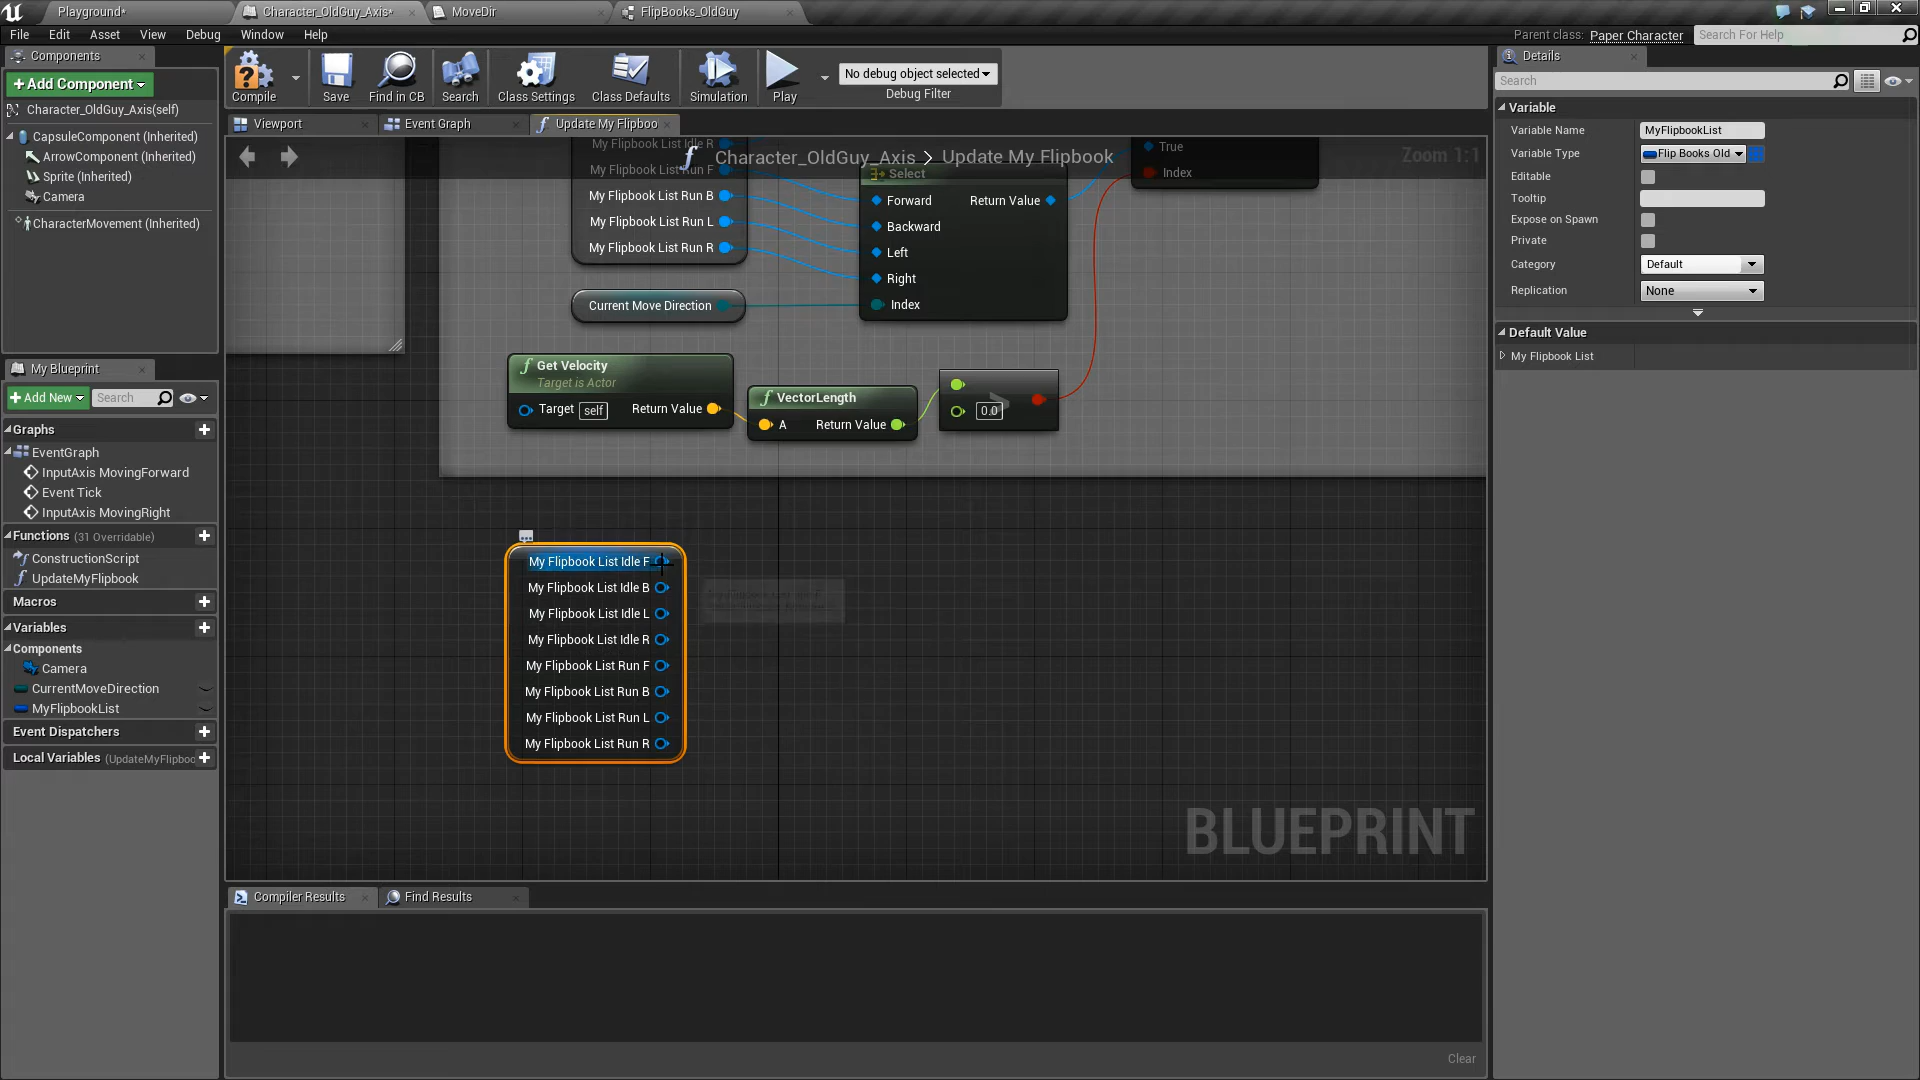 Playground*
Character_OldGuy_Axis*
MoveDir
FlipBooks_OldGuy
File Edit Asset View Debug Window Help
Parent class: Paper Character
Search For Help
Components
Add Component
Character_OldGuy_Axis(self)
CapsuleComponent (Inherited)
ArrowComponent (Inherited)
Sprite (Inherited)
Camera
CharacterMovement (Inherited)
Compile
Save
Find in CB
Search
Class Settings
Class Defaults
Simulation
Play
No debug object selected
Debug Filter
Viewport
Event Graph
Update My Flipboo
Character_OldGuy_Axis > Update My Flipbook
Zoom 1:1
My Flipbook List Idle R
My Flipbook List Run F
My Flipbook List Run B
My Flipbook List Run L
My Flipbook List Run R
Select
Forward Return Value
Backward
Left
Right
Index
True
Index
Current Move Direction
Get Velocity
Target is Actor
Target self Return Value
VectorLength
A Return Value
0.0
My Flipbook List Idle F
My Flipbook List Idle B
My Flipbook List Idle L
My Flipbook List Idle R
My Flipbook List Run F
My Flipbook List Run B
My Flipbook List Run L
My Flipbook List Run R
BLUEPRINT
My Blueprint
Add New
Search
Graphs
EventGraph
InputAxis MovingForward
Event Tick
InputAxis MovingRight
Functions (31 Overridable)
ConstructionScript
UpdateMyFlipbook
Macros
Variables
Components
Camera
CurrentMoveDirection
MyFlipbookList
Event Dispatchers
Local Variables (UpdateMyFlipboo
Compiler Results
Find Results
Clear
Details
Search
Variable
Variable Name MyFlipbookList
Variable Type Flip Books Old
Editable
Tooltip
Expose on Spawn
Private
Category Default
Replication None
Default Value
My Flipbook List